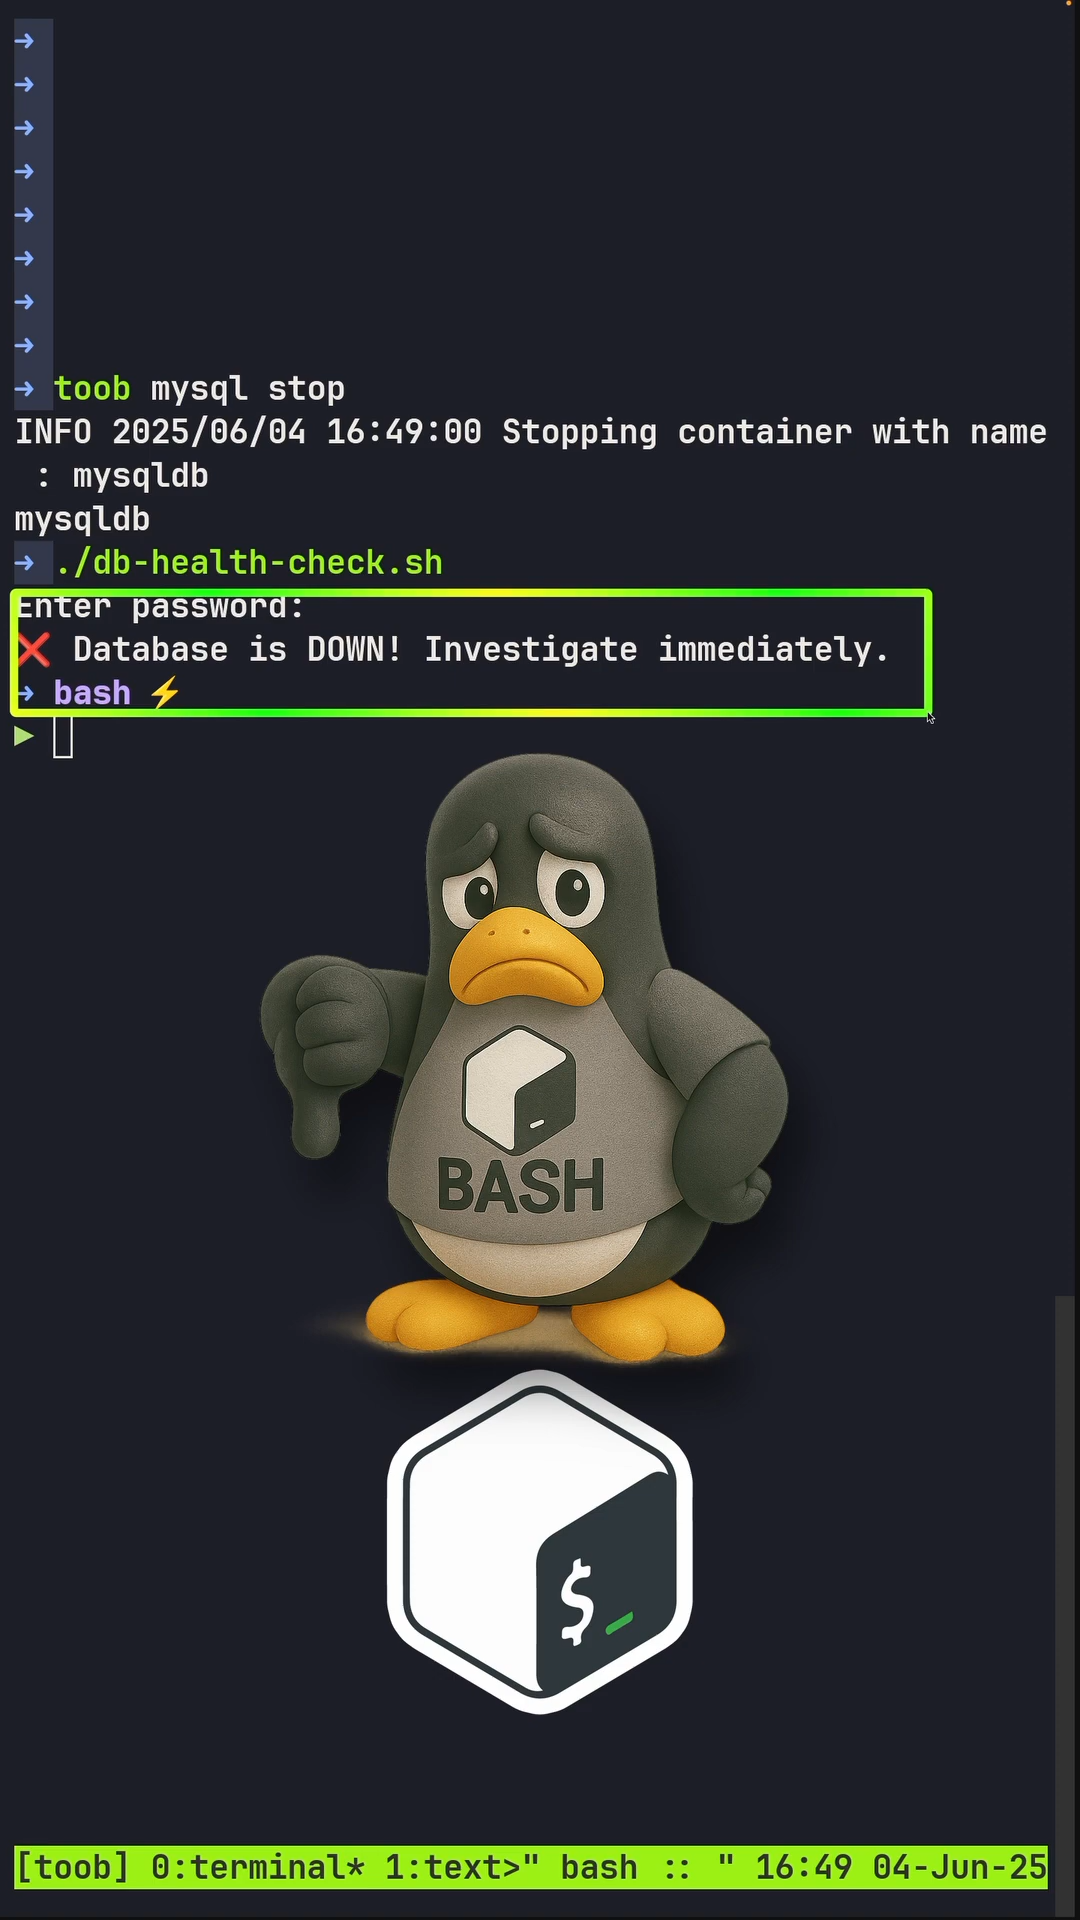 →
→
→
→
→
→
→
→
→ toob mysql stop
INFO 2025/06/04 16:49:00 Stopping container with name
: mysqldb
mysqldb
→ ./db-health-check.sh
Enter password:
❌ Database is DOWN! Investigate immediately.
→ bash ⚡
▶
BASH
$_
[toob] 0:terminal* 1:text>" bash :: " 16:49 04-Jun-25